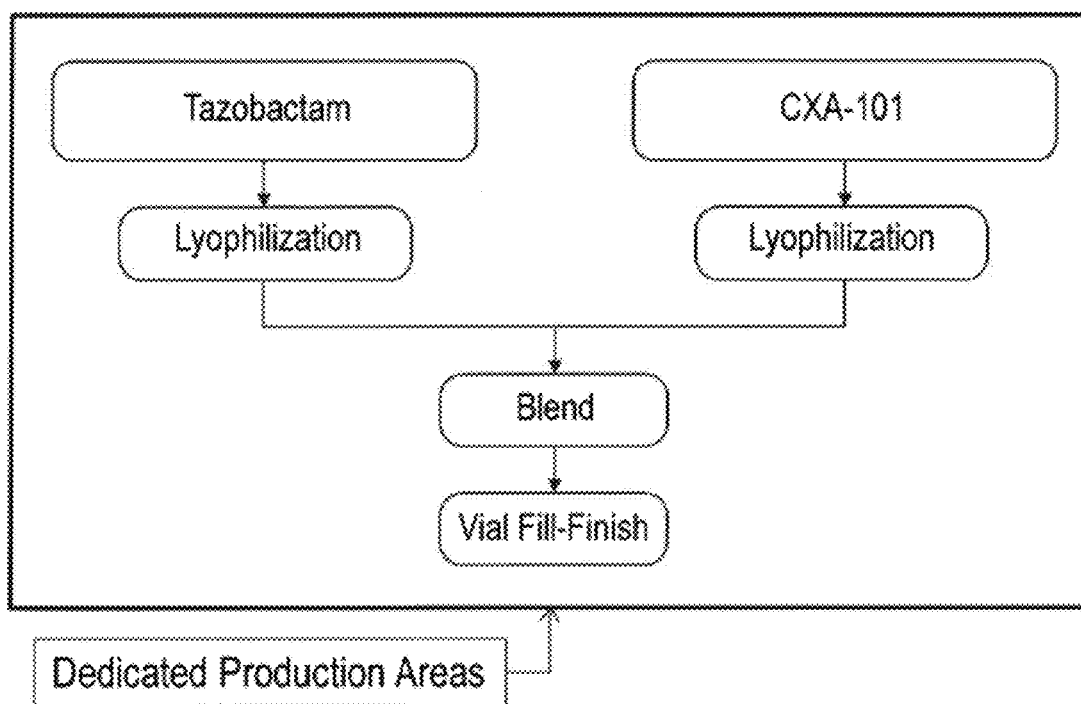 Tazobactam
CXA-101
Lyophilization
Lyophilization
Blend
Vial Fill-Finish
Dedicated Production Areas